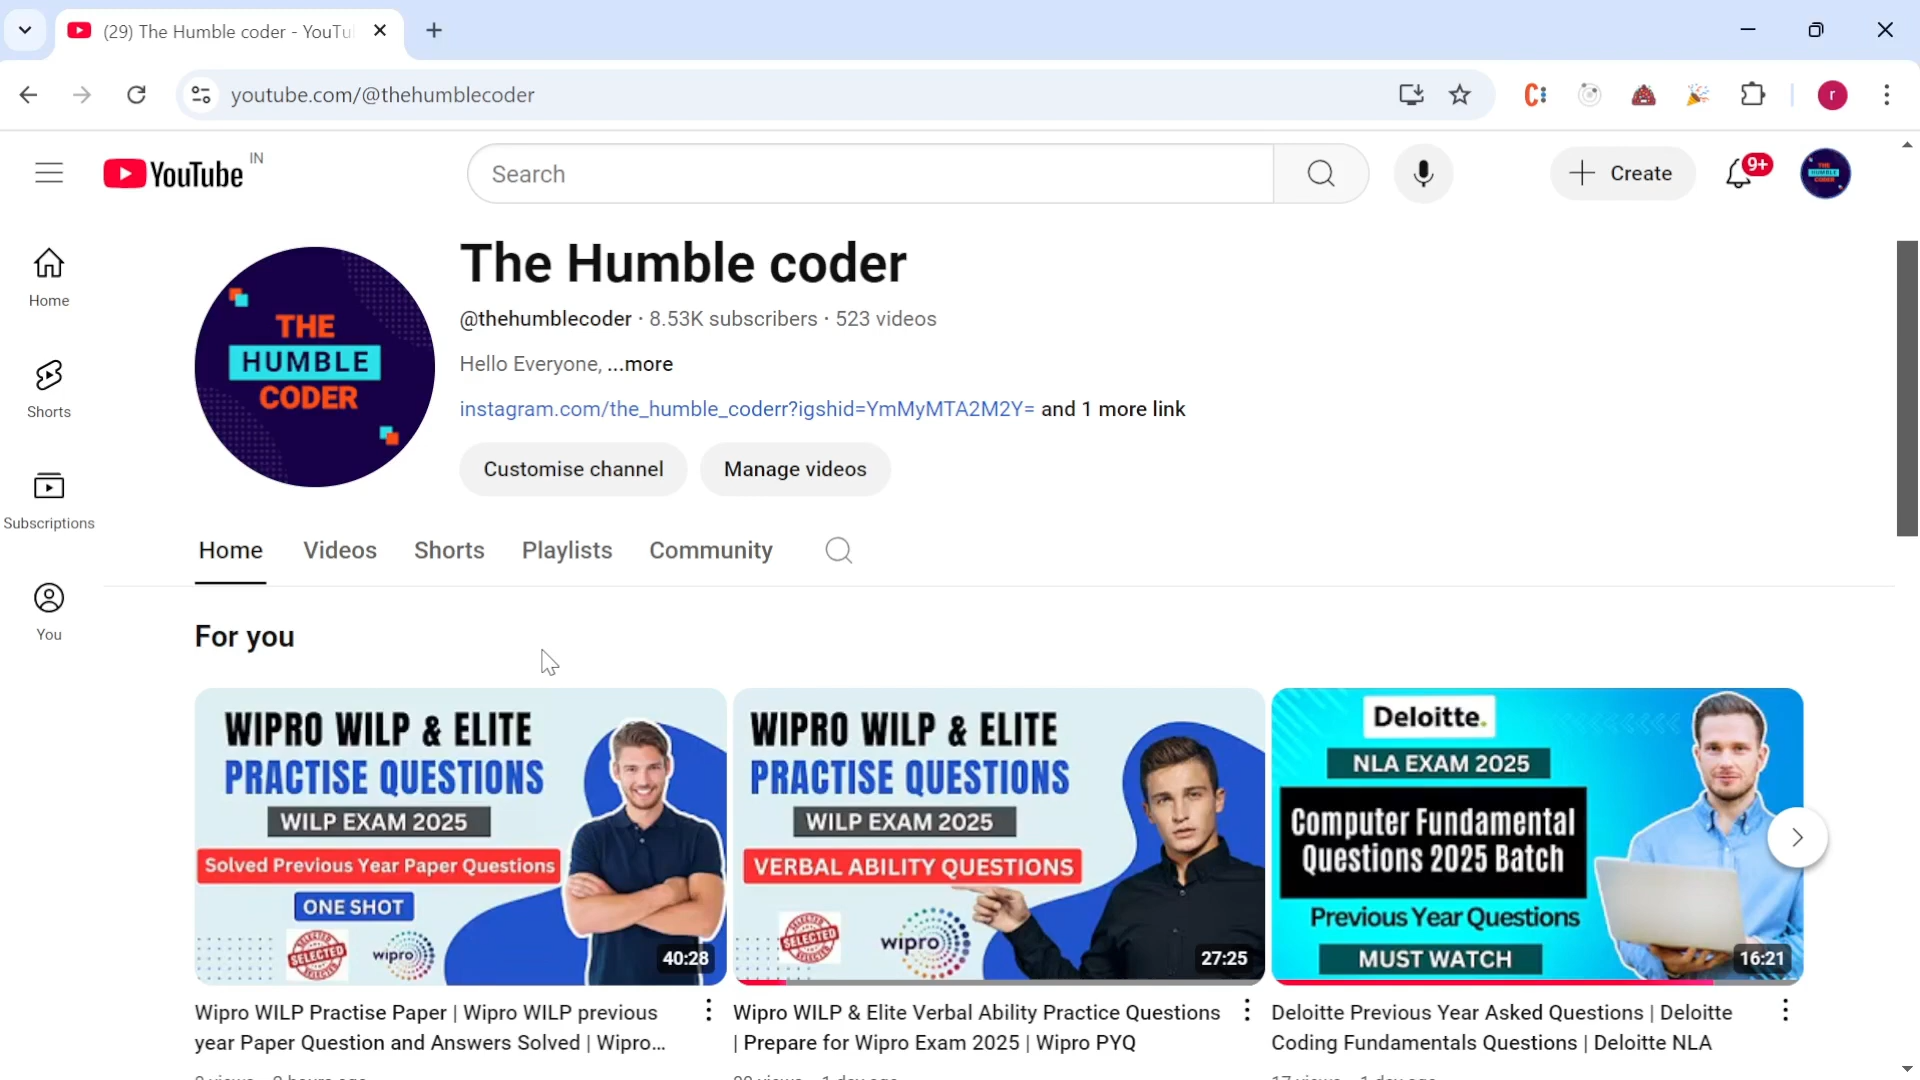 (29) The Humble coder - YouTu
youtube.com/@thehumblecoder
r
YouTube IN
Search
Create
9+
Home
Shorts
Subscriptions
You
THE
HUMBLE
CODER
The Humble coder
@thehumblecoder · 8.53K subscribers · 523 videos
Hello Everyone, ...more
instagram.com/the_humble_coderr?igshid=YmMyMTA2M2Y= and 1 more link
Customise channel Manage videos
Home Videos Shorts Playlists Community
For you
WIPRO WILP & ELITE
PRACTISE QUESTIONS
WILP EXAM 2025
Solved Previous Year Paper Questions
ONE SHOT
SELECTED
wipro
40:28
Wipro WILP Practise Paper | Wipro WILP previous
year Paper Question and Answers Solved | Wipro...
WIPRO WILP & ELITE
PRACTISE QUESTIONS
WILP EXAM 2025
VERBAL ABILITY QUESTIONS
SELECTED
wipro
27:25
Wipro WILP & Elite Verbal Ability Practice Questions
| Prepare for Wipro Exam 2025 | Wipro PYQ
Deloitte.
NLA EXAM 2025
Computer Fundamental
Questions 2025 Batch
Previous Year Questions
MUST WATCH
16:21
Deloitte Previous Year Asked Questions | Deloitte
Coding Fundamentals Questions | Deloitte NLA